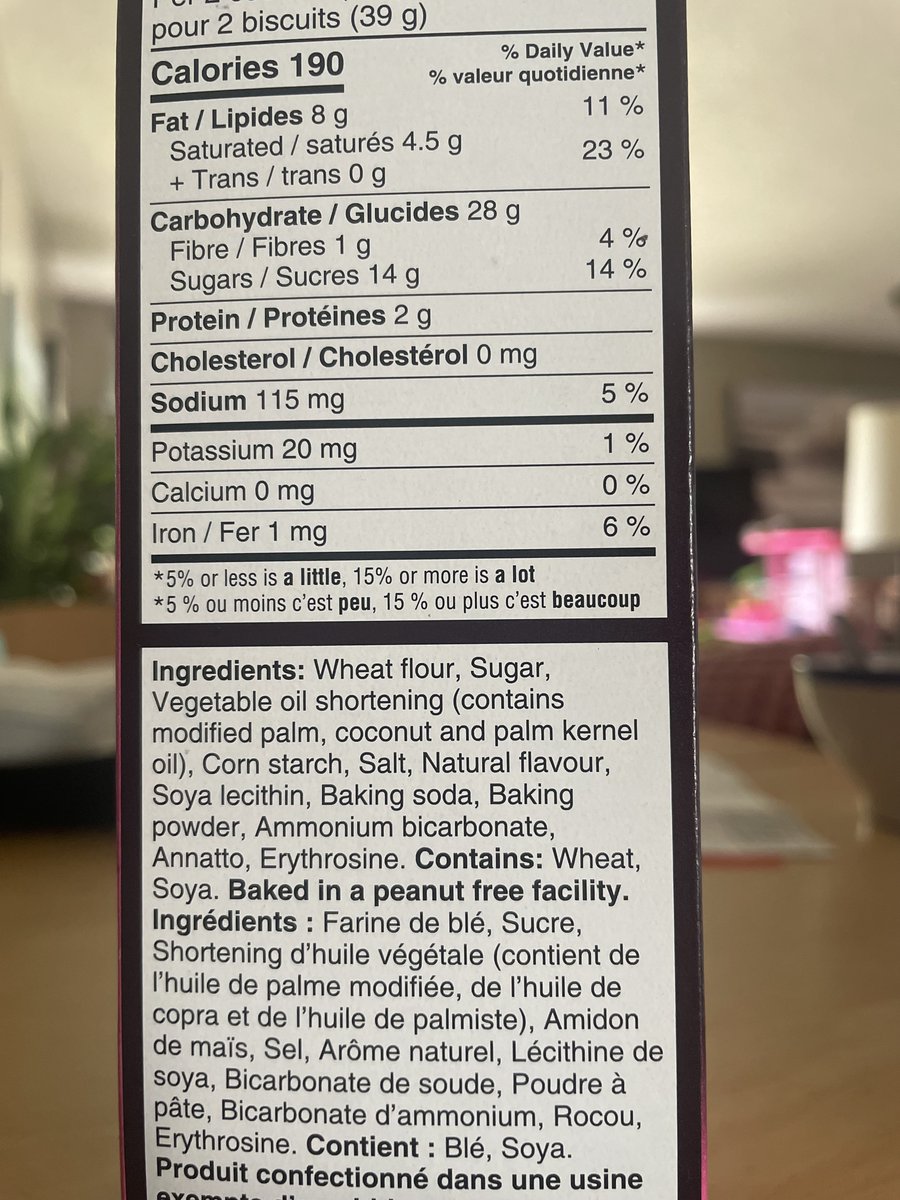 pour 2 biscuits (39 g)
Calories 190
% Daily Value*
% valeur quotidienne*
Fat / Lipides 8 g 11 %
Saturated / saturés 4.5 g
+ Trans / trans 0 g 23 %
Carbohydrate / Glucides 28 g
Fibre / Fibres 1 g 4 %
Sugars / Sucres 14 g 14 %
Protein / Protéines 2 g
Cholesterol / Cholestérol 0 mg
Sodium 115 mg 5 %
Potassium 20 mg 1 %
Calcium 0 mg 0 %
Iron / Fer 1 mg 6 %
*5% or less is a little, 15% or more is a lot
*5 % ou moins c'est peu, 15 % ou plus c'est beaucoup
Ingredients: Wheat flour, Sugar,
Vegetable oil shortening (contains
modified palm, coconut and palm kernel
oil), Corn starch, Salt, Natural flavour,
Soya lecithin, Baking soda, Baking
powder, Ammonium bicarbonate,
Annatto, Erythrosine. Contains: Wheat,
Soya. Baked in a peanut free facility.
Ingrédients : Farine de blé, Sucre,
Shortening d'huile végétale (contient de
l'huile de palme modifiée, de l'huile de
copra et de l'huile de palmiste), Amidon
de maïs, Sel, Arôme naturel, Lécithine de
soya, Bicarbonate de soude, Poudre à
pâte, Bicarbonate d'ammonium, Rocou,
Erythrosine. Contient : Blé, Soya.
Produit confectionné dans une usine